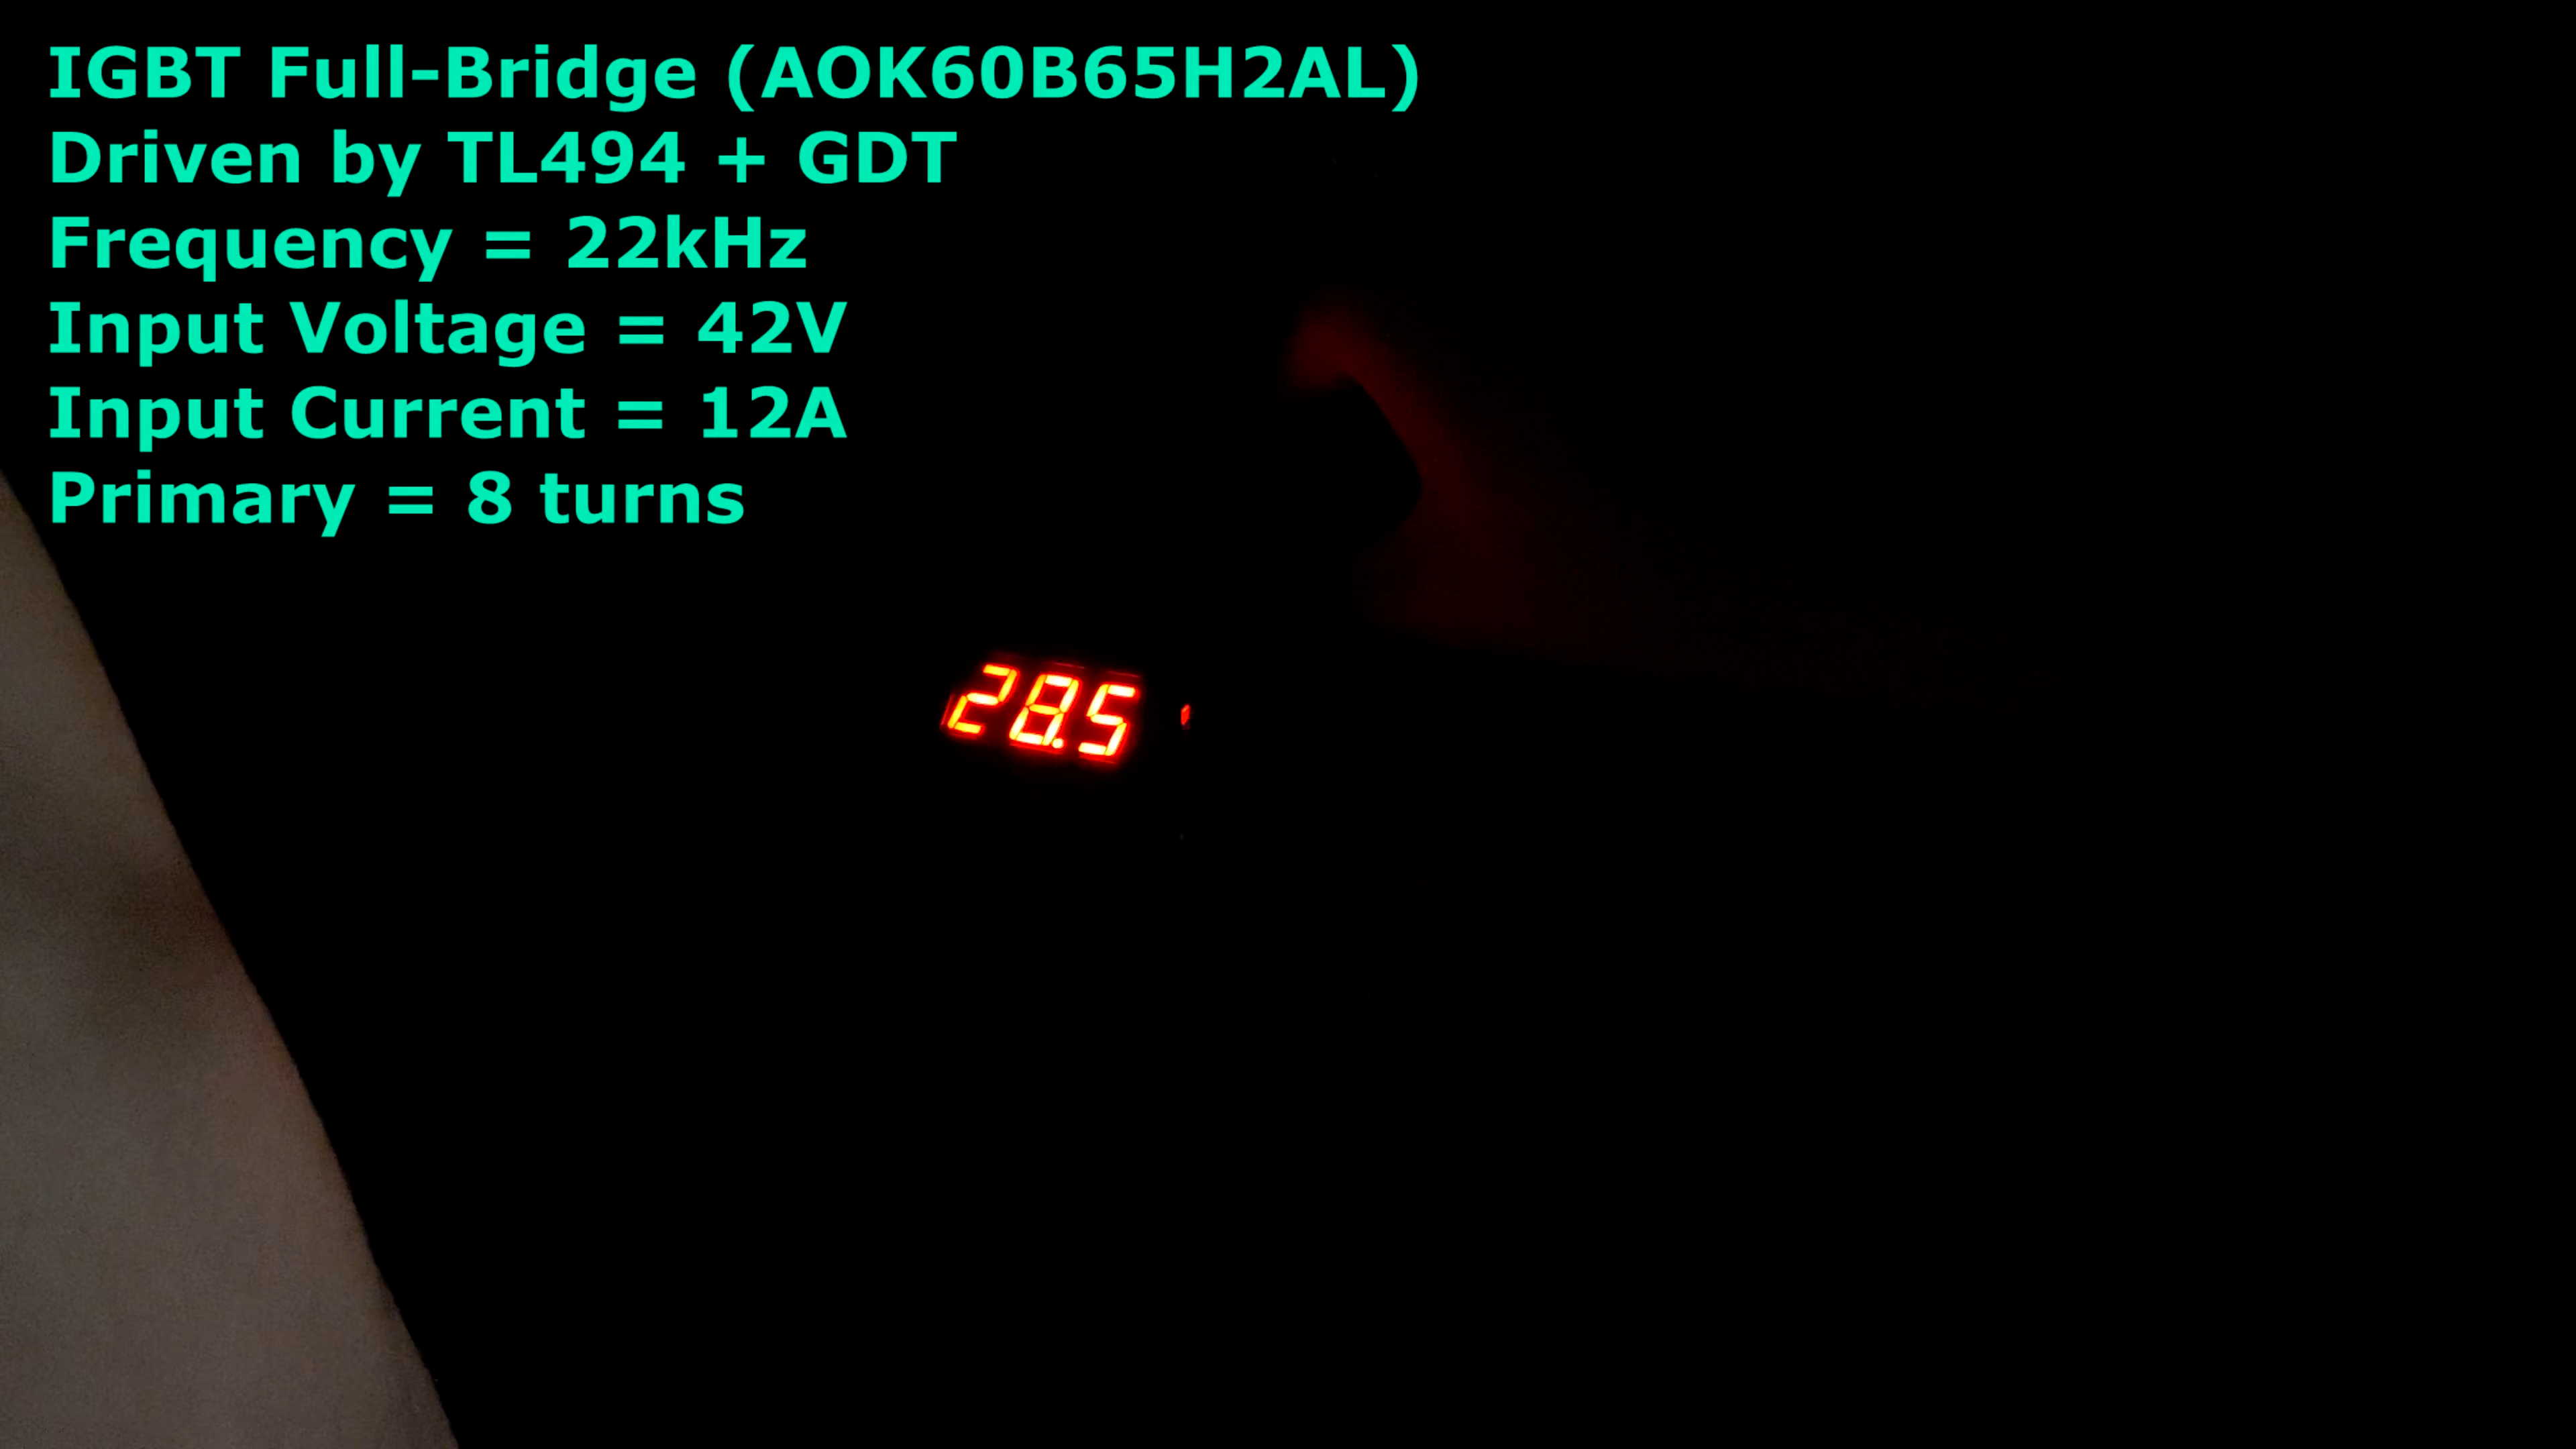 IGBT Full-Bridge (AOK60B65H2AL)
Driven by TL494 + GDT
Frequency = 22kHz
Input Voltage = 42V
Input Current = 12A
Primary = 8 turns
28.5